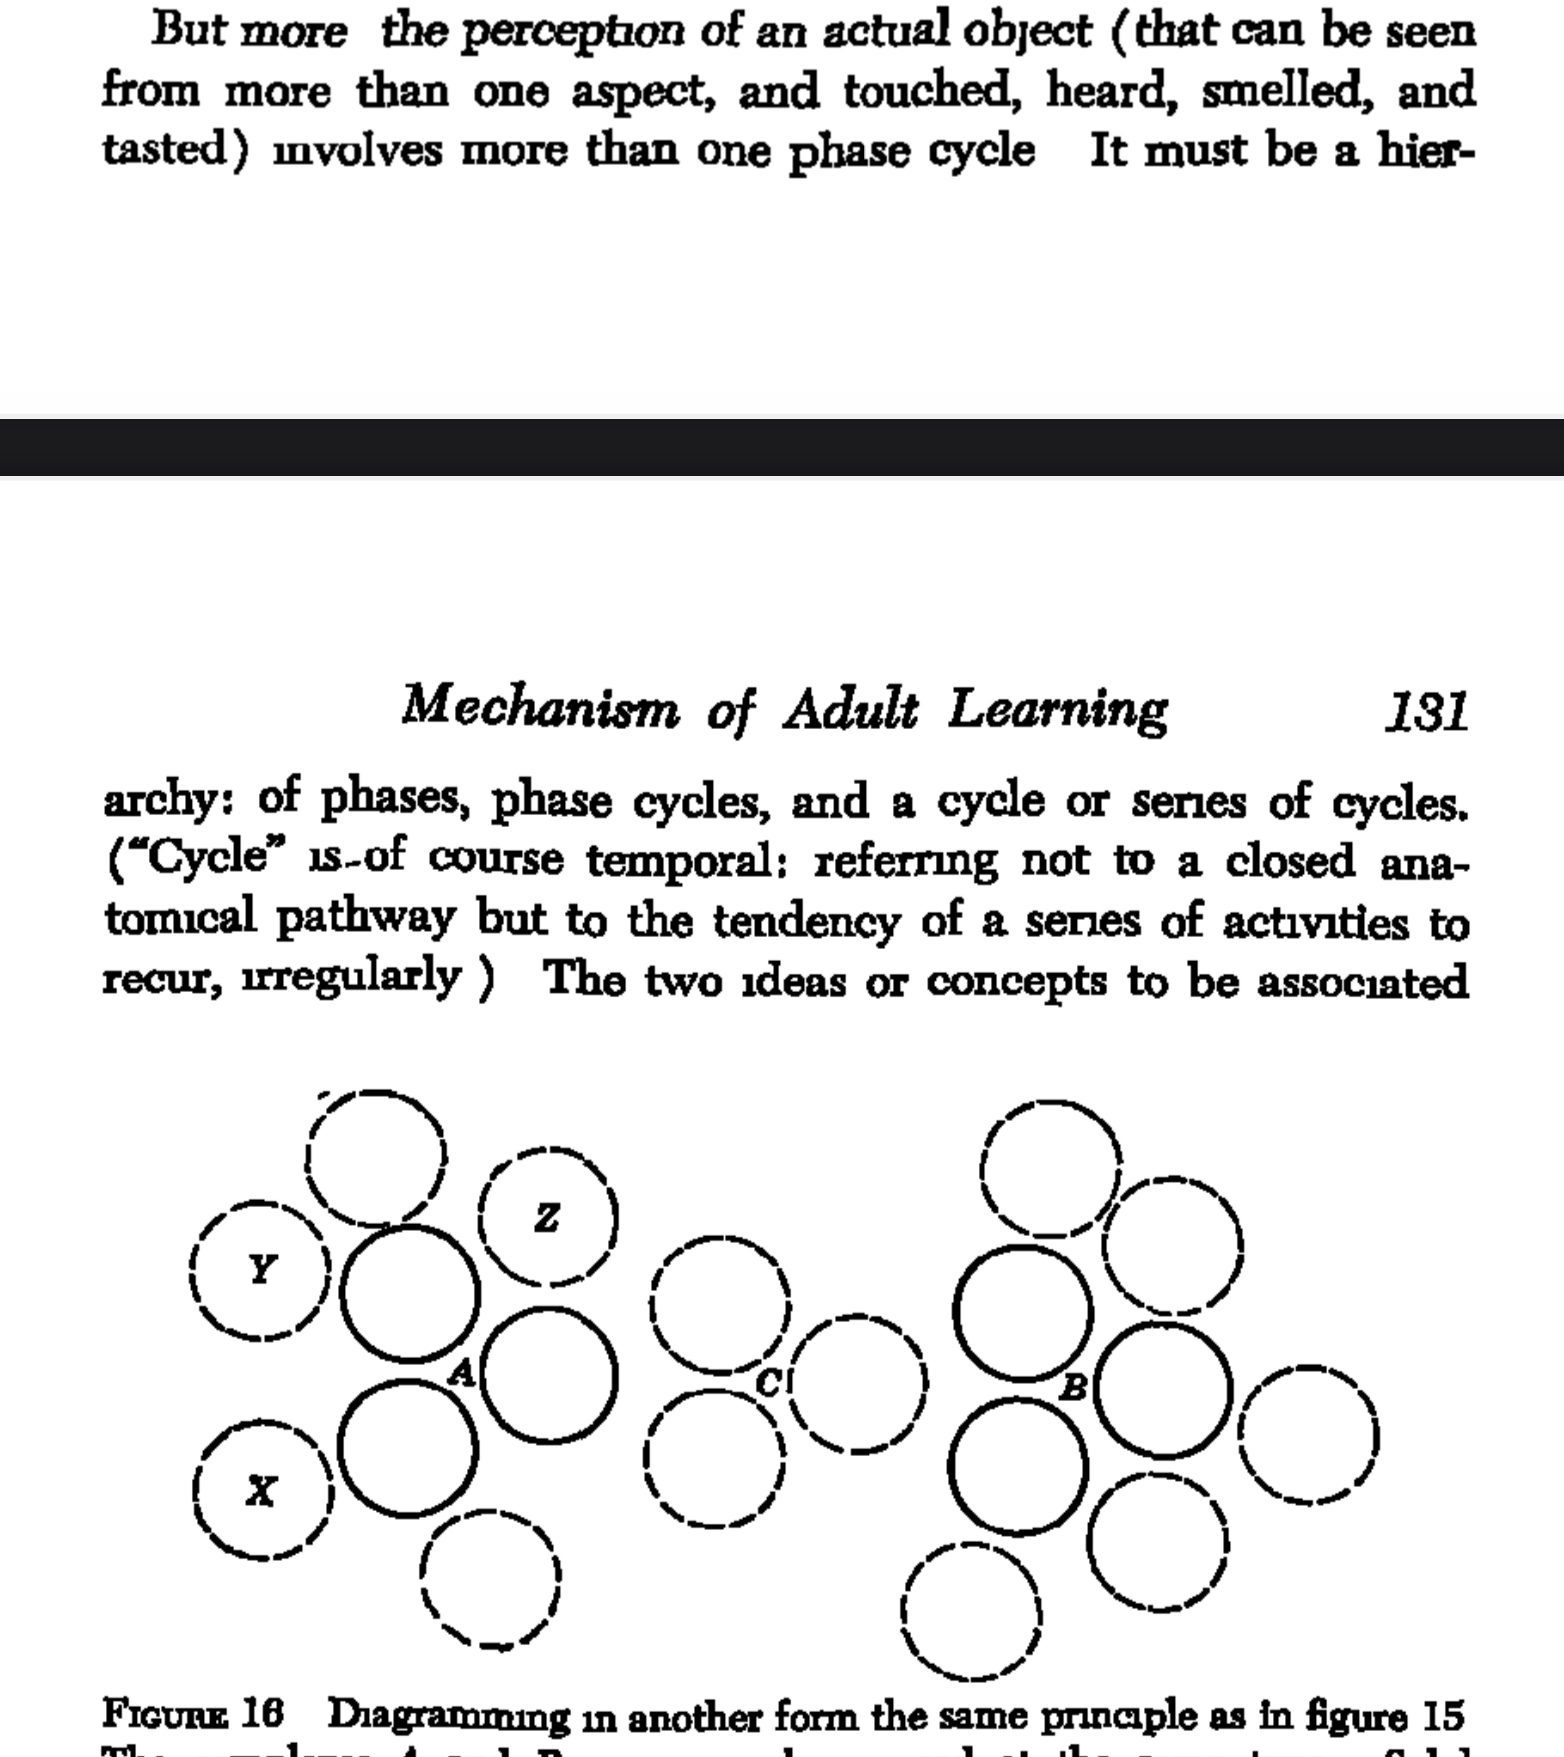 But more the perception of an actual object (that can be seen
from more than one aspect, and touched, heard, smelled, and
tasted) involves more than one phase cycle It must be a hier-
Mechanism of Adult Learning 131
archy: of phases, phase cycles, and a cycle or series of cycles.
("Cycle" is-of course temporal: referring not to a closed ana-
tomical pathway but to the tendency of a series of activities to
recur, irregularly ) The two ideas or concepts to be associated
Z
Y
A
C
B
X
FIGURE 16 Diagramming in another form the same principle as in figure 15